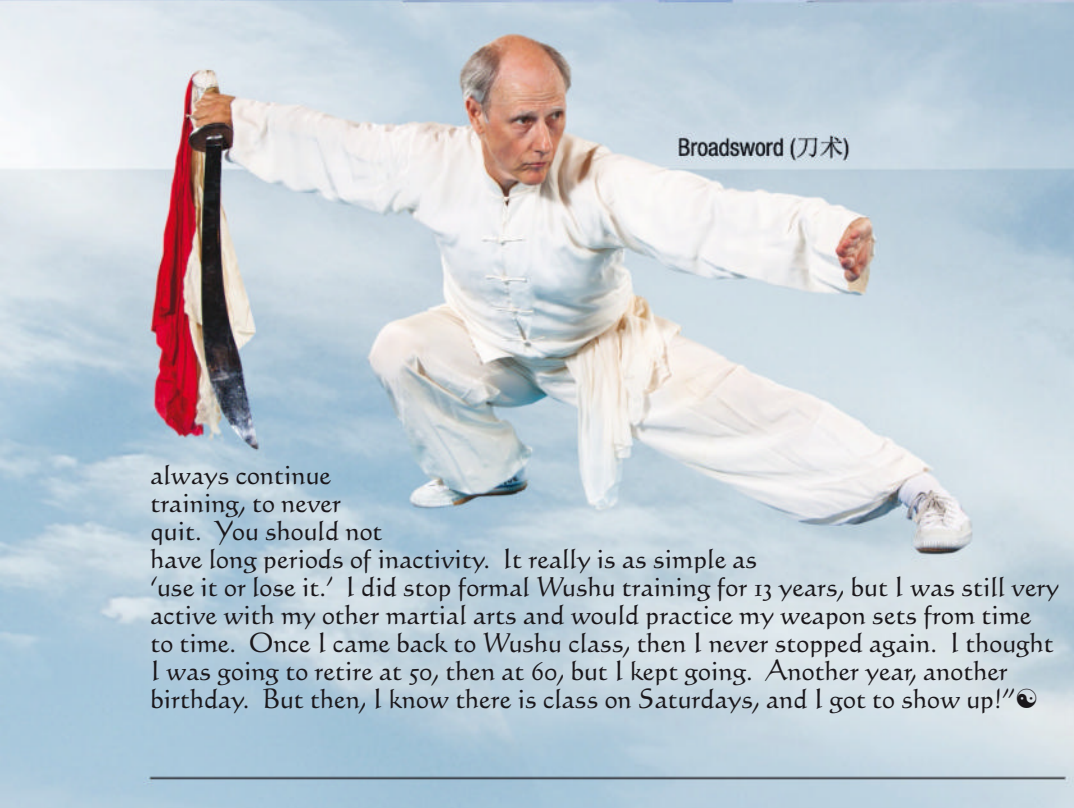 Broadsword (刀术)
always continue
training, to never
quit. You should not
have long periods of inactivity. It really is as simple as
‘use it or lose it.’ I did stop formal Wushu training for 13 years, but I was still very
active with my other martial arts and would practice my weapon sets from time
to time. Once I came back to Wushu class, then I never stopped again. I thought
I was going to retire at 50, then at 60, but I kept going. Another year, another
birthday. But then, I know there is class on Saturdays, and I got to show up!”☯